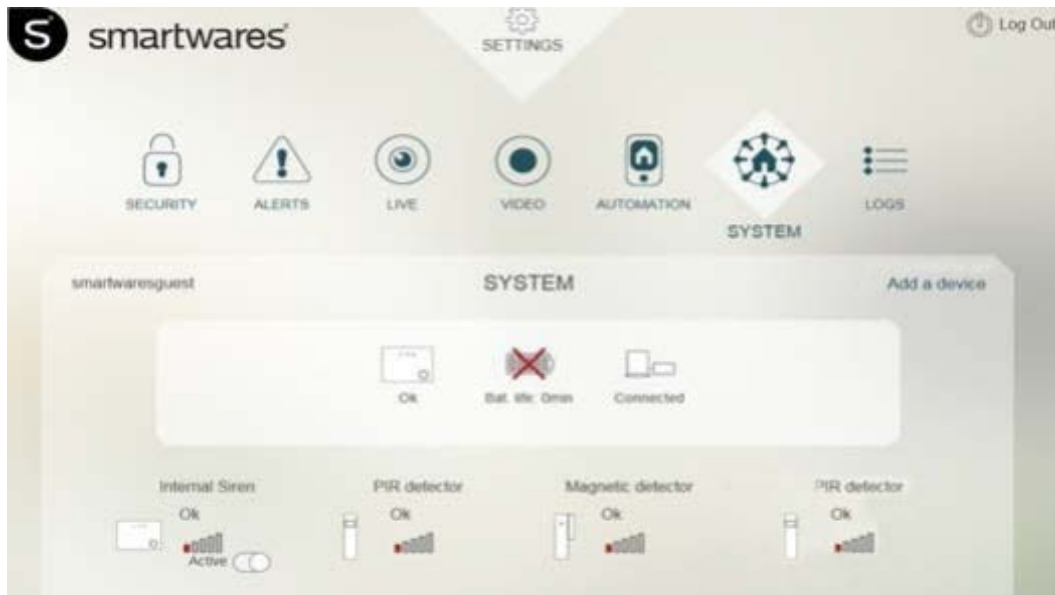 S smartwares
SETTINGS
Log Out
SECURITY
ALERTS
LIVE
VIDEO
AUTOMATION
SYSTEM
LOGS
smartwaresguest
SYSTEM
Add a device
Ok
Bat. life: 0min
Connected
Internal Siren
Ok
Active
PIR detector
Ok
Magnetic detector
Ok
PIR detector
Ok